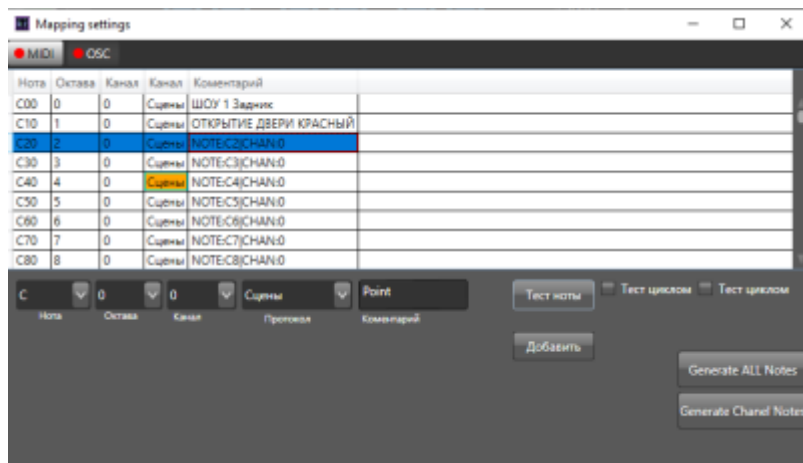 Mapping settings
MIDI OSC
Нота Октава Канал Канал Коментарий
C00 0 0 Сцены ШОУ 1 Задник
C10 1 0 Сцены ОТКРЫТИЕ ДВЕРИ КРАСНЫЙ
C20 2 0 Сцены NOTE:C2|CHAN:0
C30 3 0 Сцены NOTE:C3|CHAN:0
C40 4 0 Сцены NOTE:C4|CHAN:0
C50 5 0 Сцены NOTE:C5|CHAN:0
C60 6 0 Сцены NOTE:C6|CHAN:0
C70 7 0 Сцены NOTE:C7|CHAN:0
C80 8 0 Сцены NOTE:C8|CHAN:0
C 0 0 Сцены Point Тест ноты Тест циклом Тест циклом
Нота Октава Канал Протокол Коментарий
Добавить
Generate ALL Notes
Generate Chanel Notes